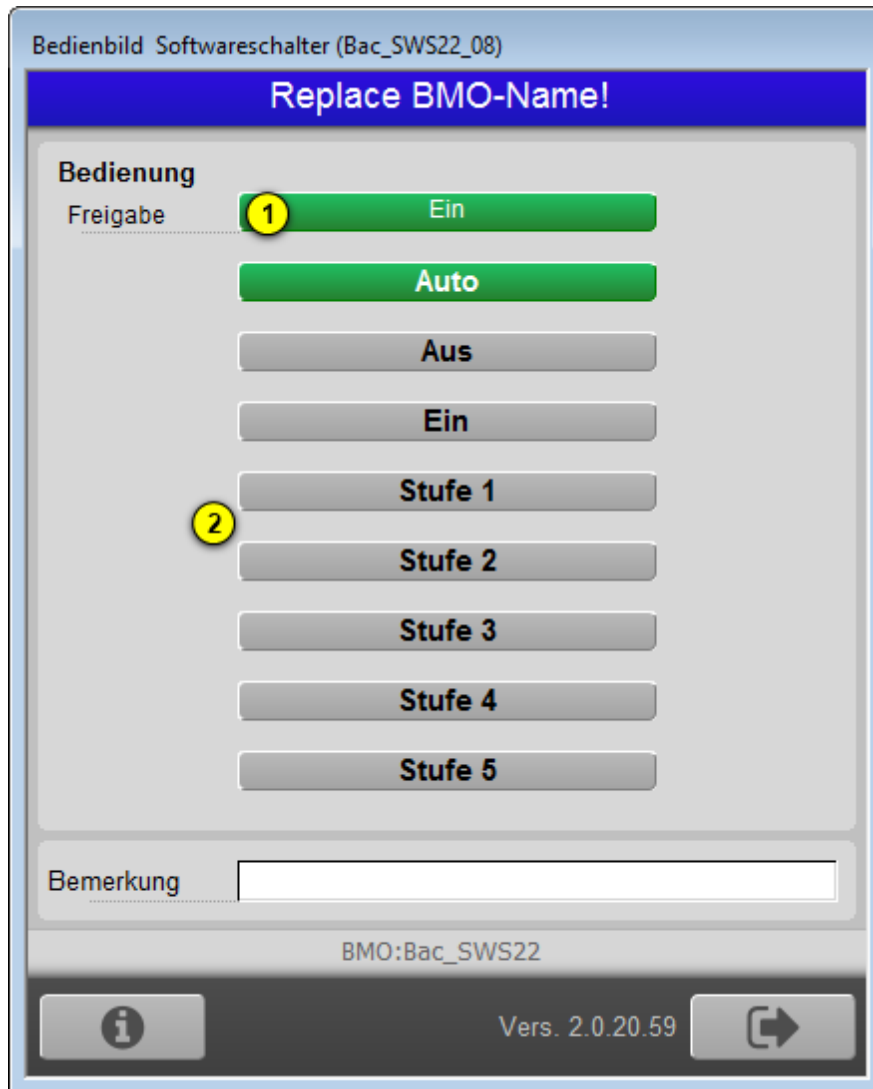 Bedienbild Softwareschalter (Bac_SWS22_08)
Replace BMO-Name!
Bedienung
Freigabe 1 Ein
Auto
Aus
Ein
Stufe 1
2
Stufe 2
Stufe 3
Stufe 4
Stufe 5
Bemerkung
BMO:Bac_SWS22
Vers. 2.0.20.59